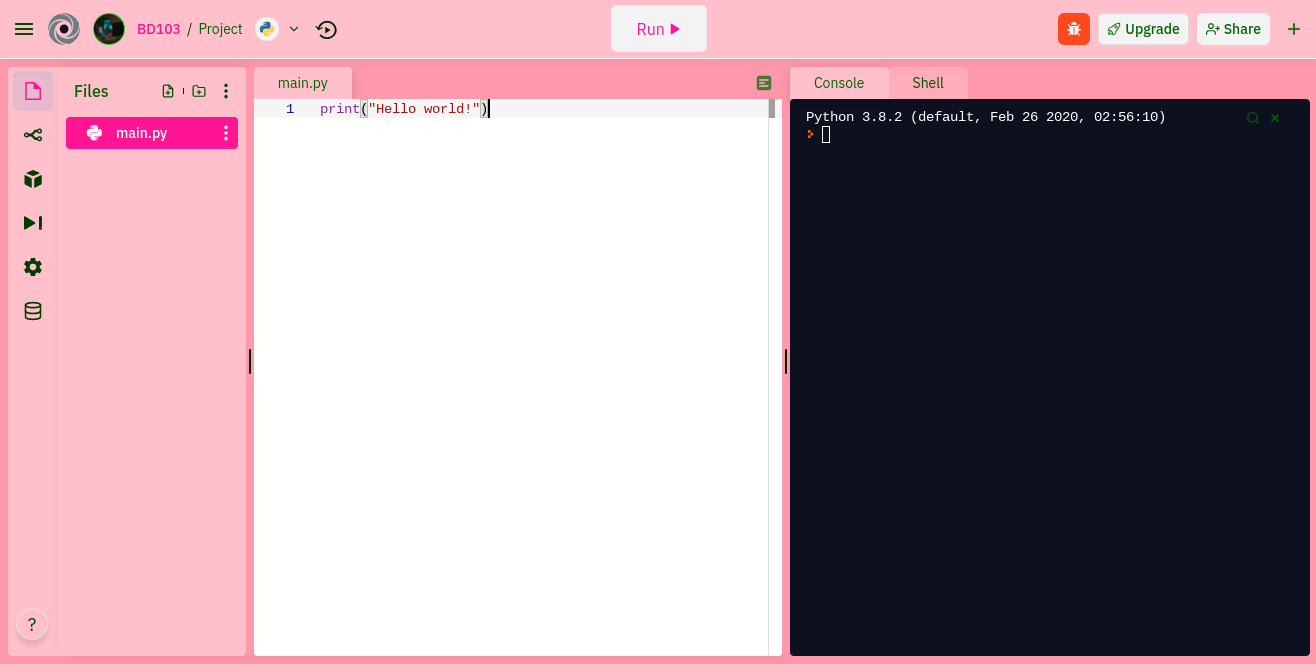 BD103 / Project
Run
Upgrade
Share
Files
main.py
main.py
1 print("Hello world!")
Console
Shell
Python 3.8.2 (default, Feb 26 2020, 02:56:10)
?